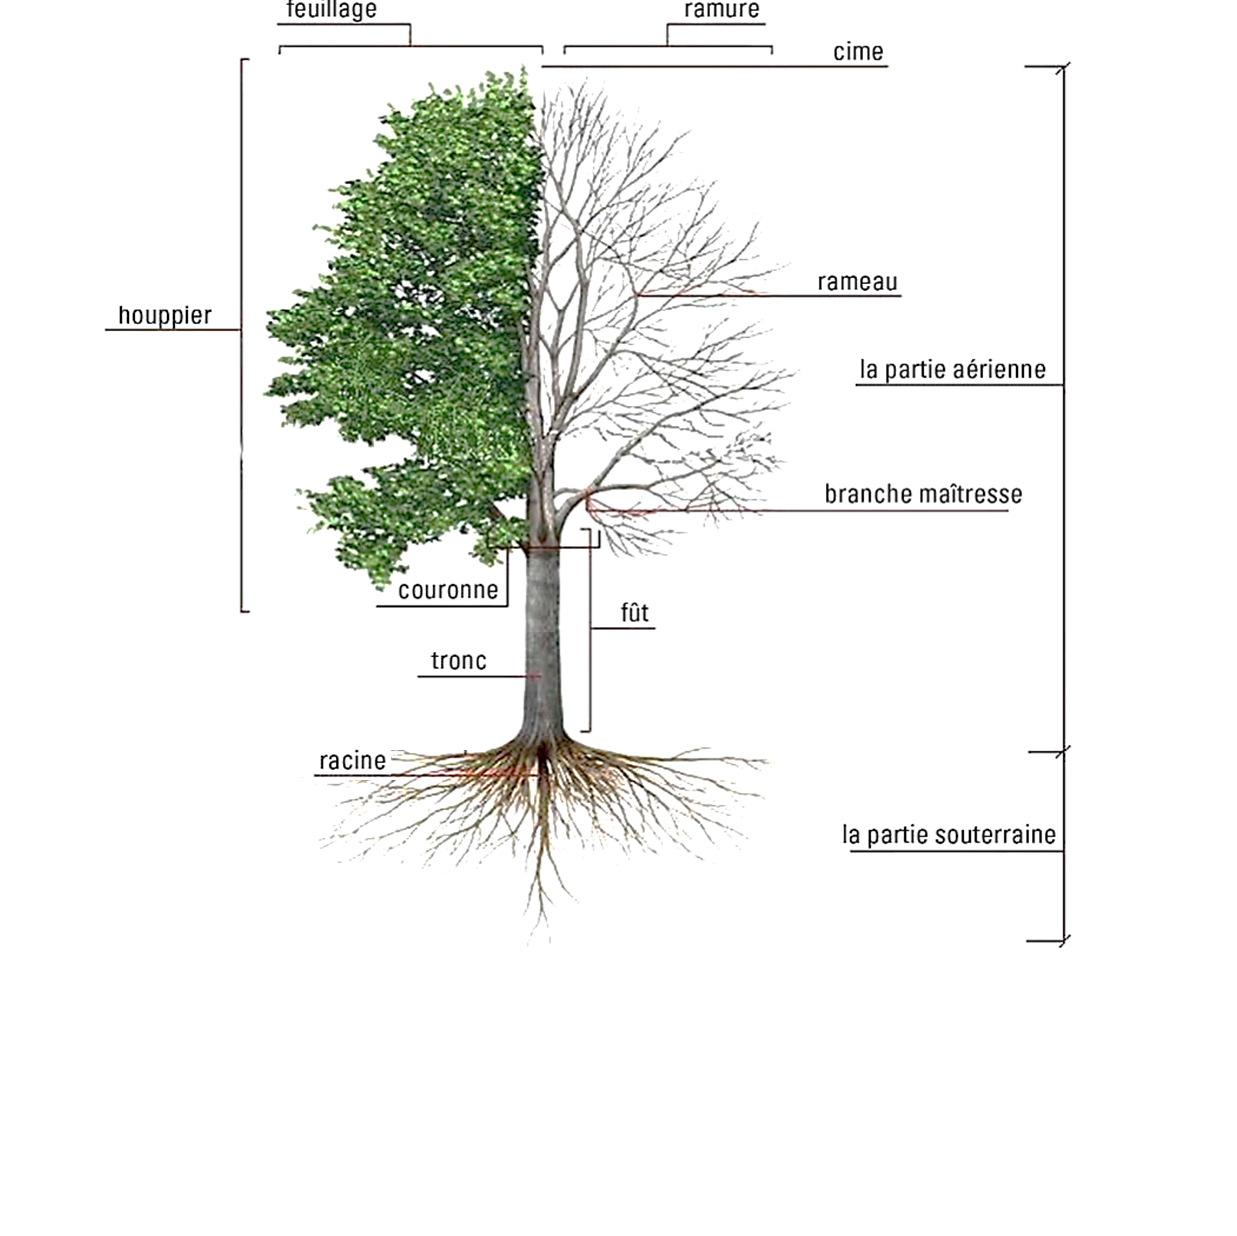 feuillage
ramure
cime
rameau
houppier
la partie aérienne
branche maîtresse
couronne
fût
tronc
racine
la partie souterraine